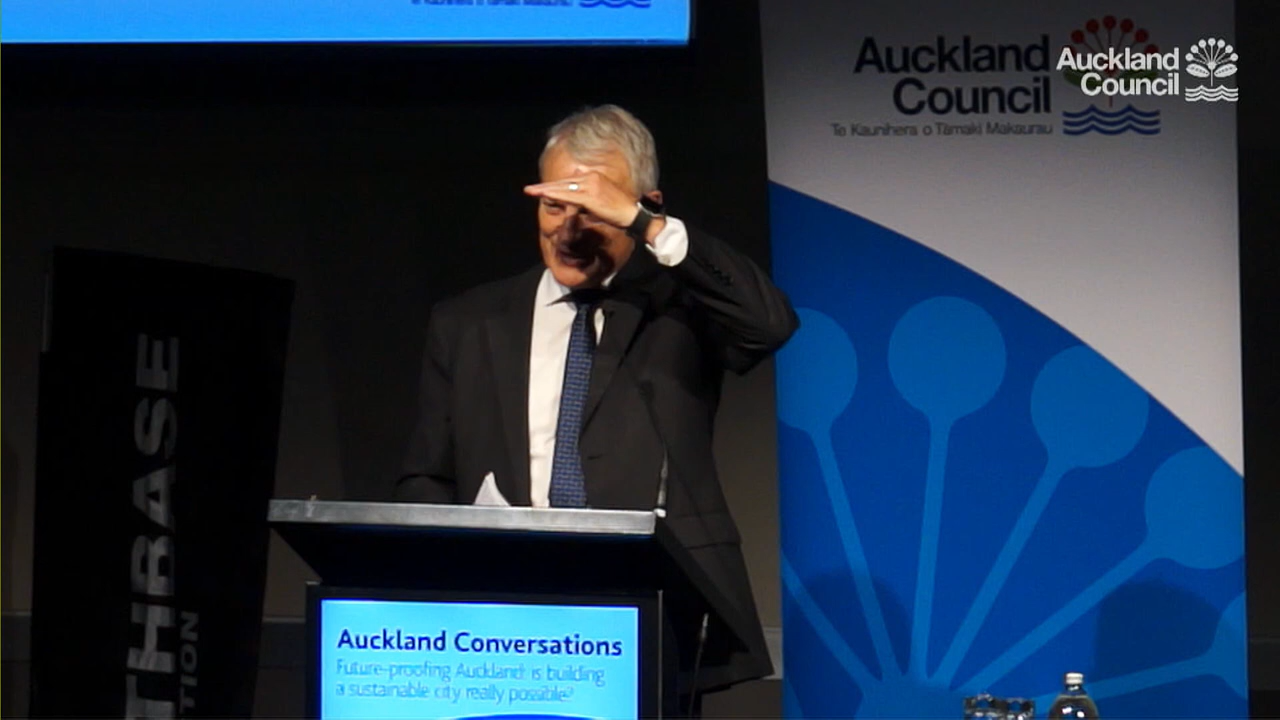 Auckland
Council
Te Kaunihera o Tāmaki Makaurau
Auckland
Council
THBASE
TION
Auckland Conversations
Future-proofing Auckland: is building
a sustainable city really possible?